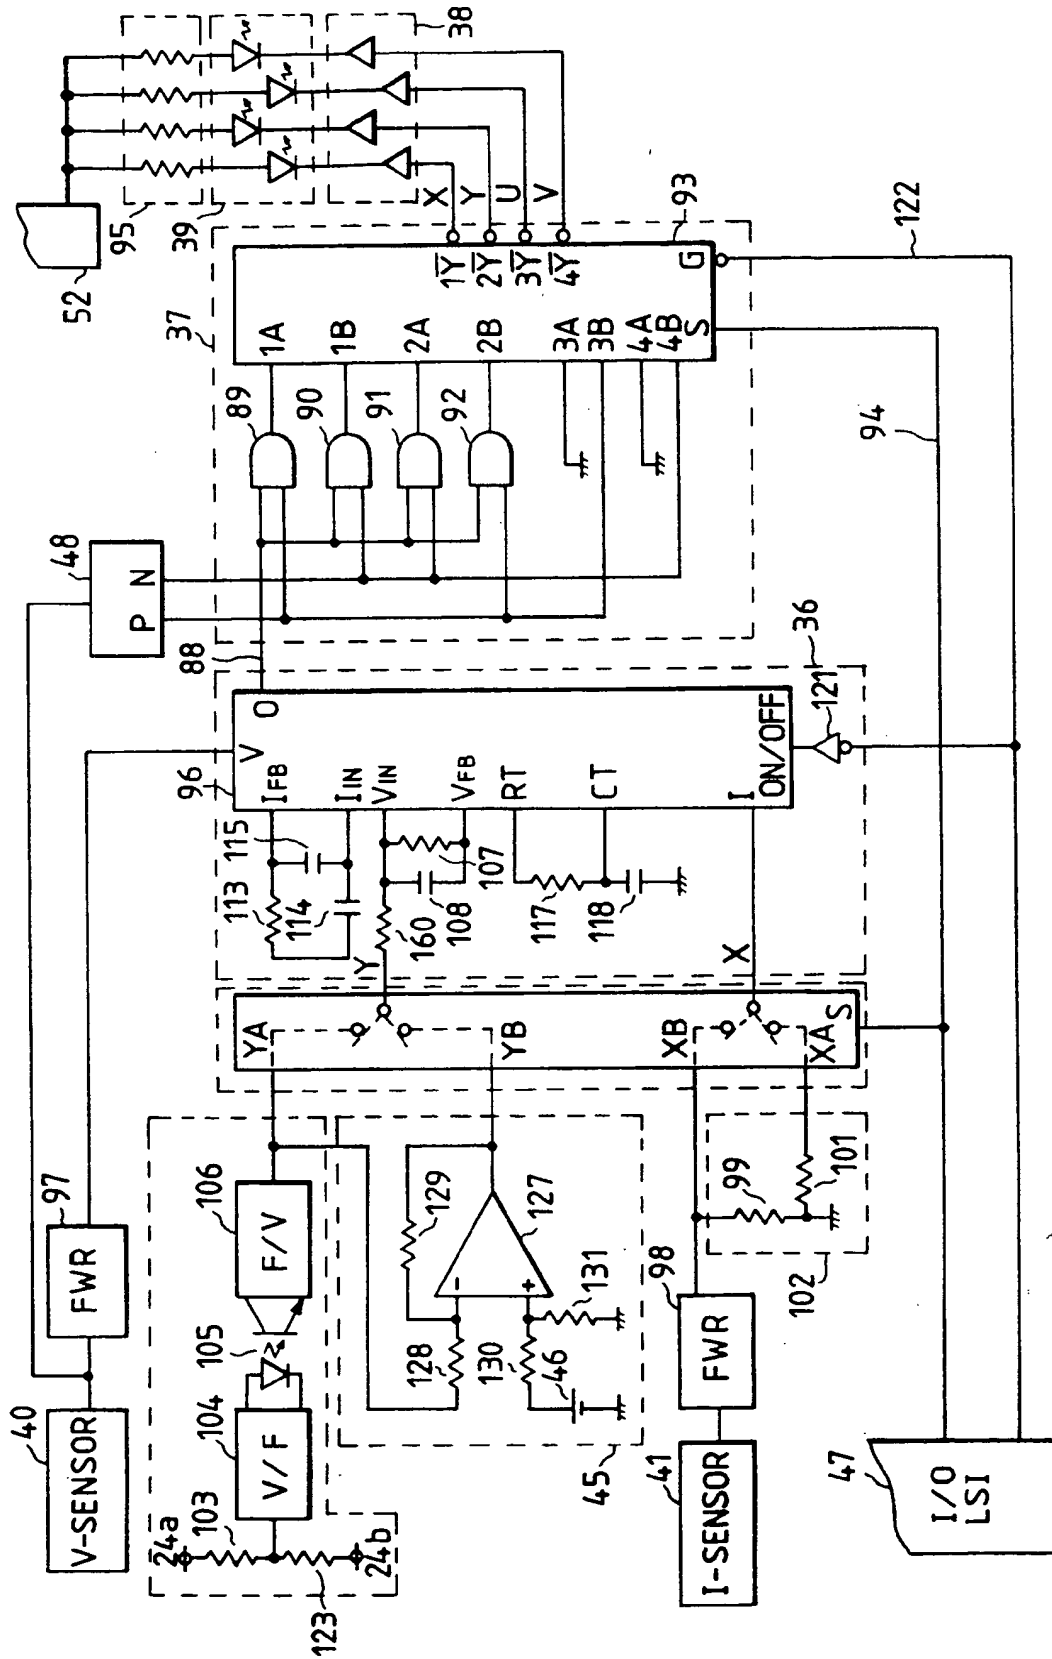 V-SENSOR
40
FWR
97
24a
103
123
24b
V/F
104
105
F/V
106
128
129
127
130
131
46
45
I-SENSOR
41
FWR
98
99
101
102
I/O
LSI
47
YA
YB
XB
XA
S
Y
X
113
114
115
160
108
107
117
118
96
V
IFB
IIN
VIN
VFB
RT
CT
I
ON/OFF
O
121
36
88
48
P N
37
89
90
91
92
1A
1B
2A
2B
3A
3B
4A
4B
S
G
1Y̅
2Y̅
3Y̅
4Y̅
93
94
122
X
Y
U
V
52
95
39
38